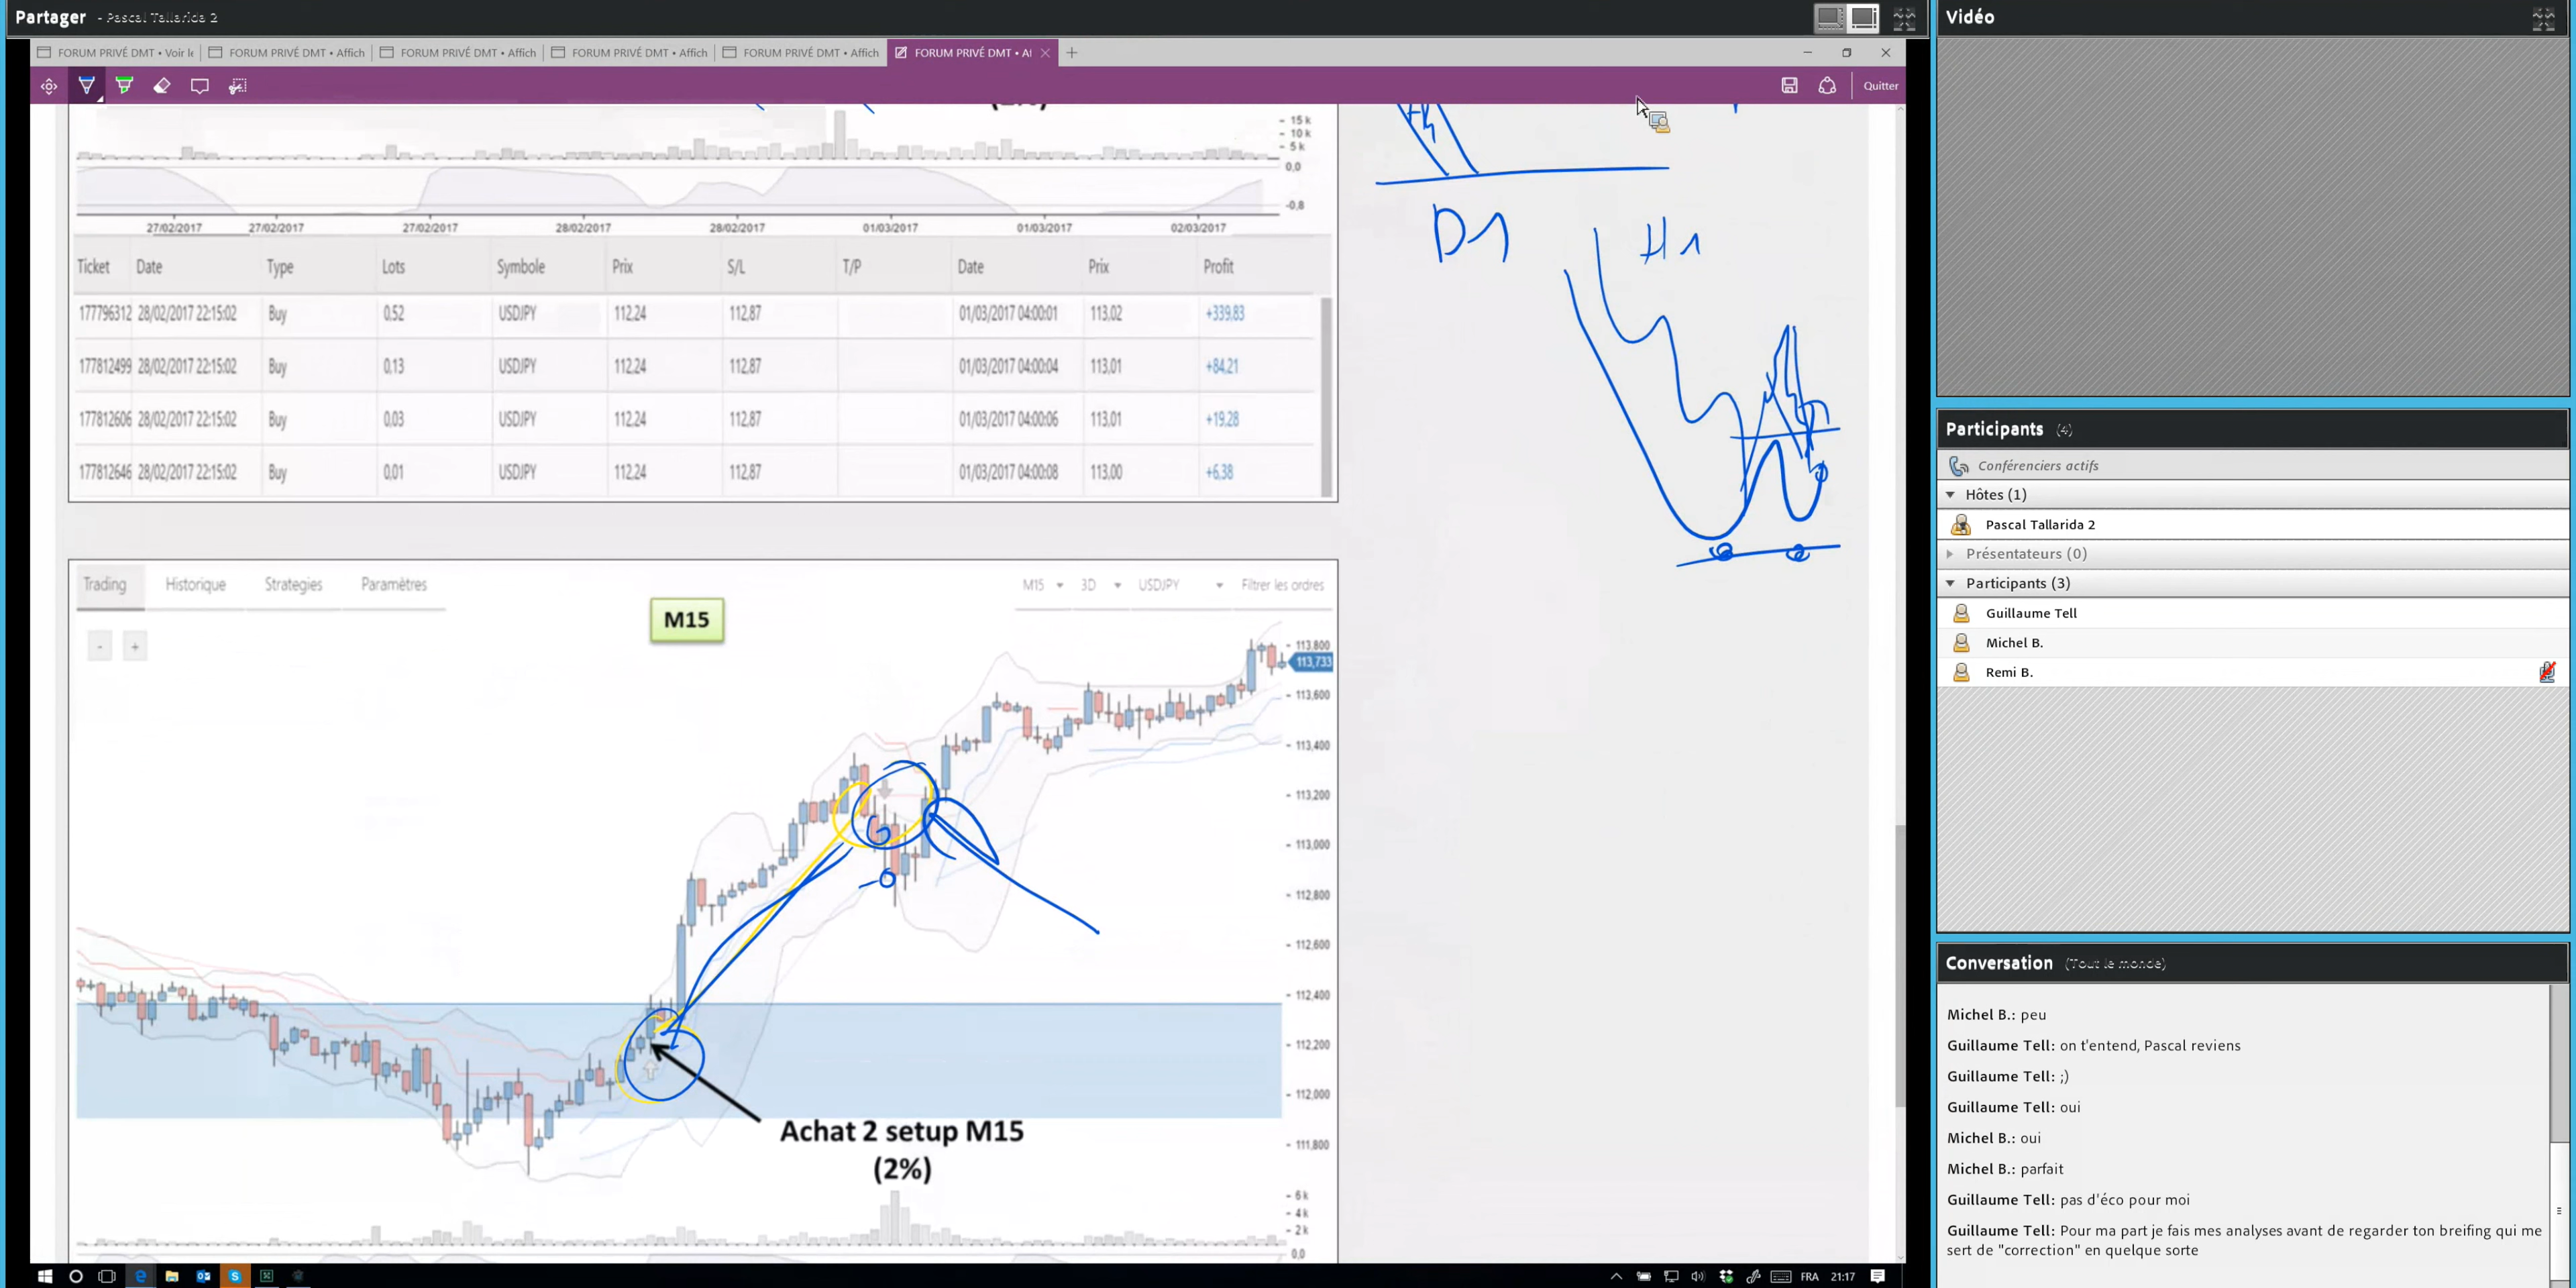 Partager - Pascal Tallarida 2
FORUM PRIVÉ DMT • Voir le
FORUM PRIVÉ DMT • Affich
FORUM PRIVÉ DMT • Affich
FORUM PRIVÉ DMT • Affich
FORUM PRIVÉ DMT • Affich
FORUM PRIVÉ DMT • Af
Quitter
15 k
10 k
5 k
0,0
-0,8
27/02/2017 27/02/2017 27/02/2017 28/02/2017 28/02/2017 01/03/2017 01/03/2017 02/03/2017
Ticket Date Type Lots Symbole Prix S/L T/P Date Prix Profit
177796312 28/02/2017 22:15:02 Buy 0,52 USDJPY 112,24 112,87 01/03/2017 04:00:01 113,02 +339,83
177812499 28/02/2017 22:15:02 Buy 0,13 USDJPY 112,24 112,87 01/03/2017 04:00:04 113,01 +84,21
177812606 28/02/2017 22:15:02 Buy 0,03 USDJPY 112,24 112,87 01/03/2017 04:00:06 113,01 +19,28
177812646 28/02/2017 22:15:02 Buy 0,01 USDJPY 112,24 112,87 01/03/2017 04:00:08 113,00 +6,38
D1
H1
Trading Historique Strategies Paramètres M15 3D USDJPY Filtrer les ordres
M15
- +
113,800
113,733
113,600
113,400
113,200
113,000
112,800
112,600
112,400
112,200
112,000
111,800
Achat 2 setup M15
(2%)
6 k
4 k
2 k
0,0
FRA 21:17
Vidéo
Participants (4)
Conférenciers actifs
Hôtes (1)
Pascal Tallarida 2
Présentateurs (0)
Participants (3)
Guillaume Tell
Michel B.
Remi B.
Conversation (Tout le monde)
Michel B.: peu
Guillaume Tell: on t'entend, Pascal reviens
Guillaume Tell: ;)
Guillaume Tell: oui
Michel B.: oui
Michel B.: parfait
Guillaume Tell: pas d'éco pour moi
Guillaume Tell: Pour ma part je fais mes analyses avant de regarder ton breifing qui me
sert de "correction" en quelque sorte